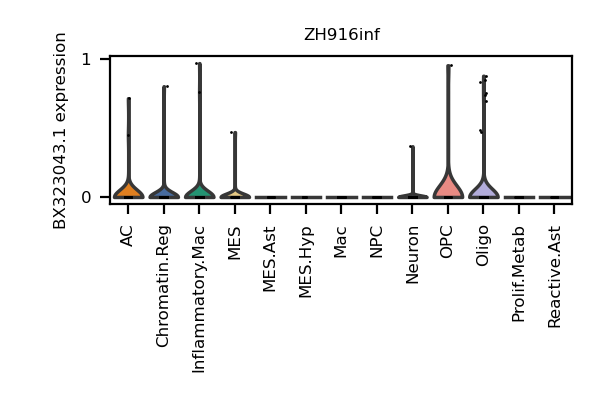 ZH916inf
BX323043.1 expression
1
0
AC
Chromatin.Reg
Inflammatory.Mac
MES
MES.Ast
MES.Hyp
Mac
NPC
Neuron
OPC
Oligo
Prolif.Metab
Reactive.Ast